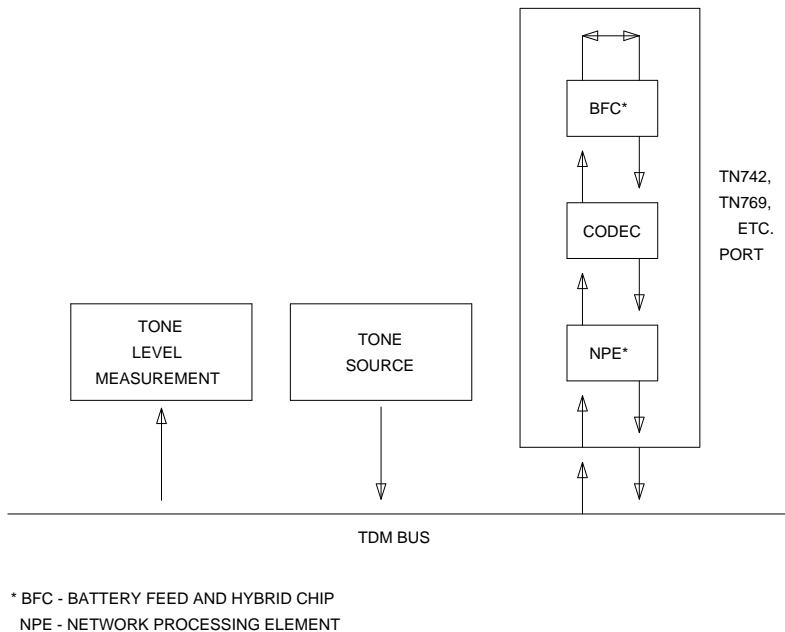 BFC*
CODEC
NPE*
TN742,
TN769,
ETC.
PORT
TONE
LEVEL
MEASUREMENT
TONE
SOURCE
TDM BUS
* BFC - BATTERY FEED AND HYBRID CHIP
NPE - NETWORK PROCESSING ELEMENT